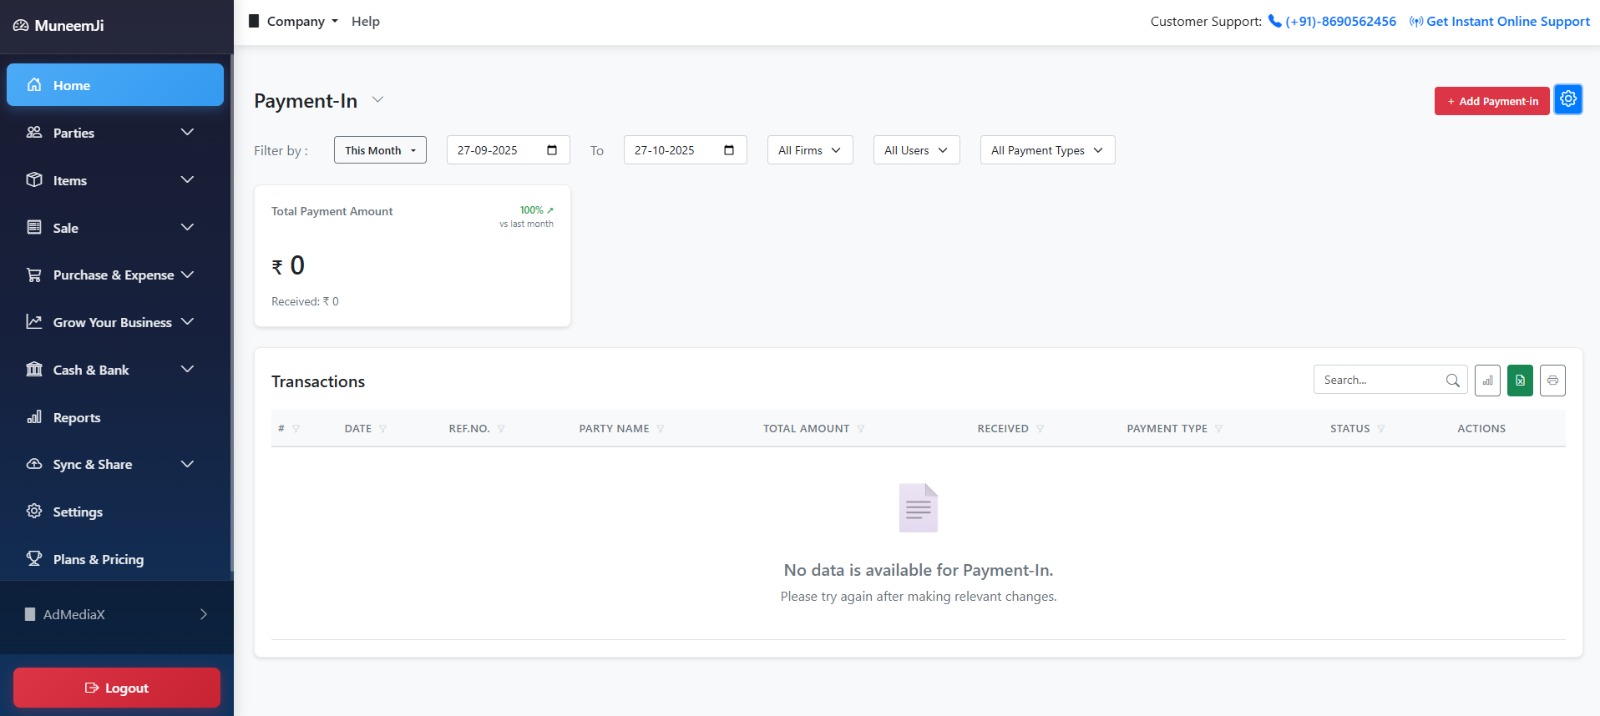 MuneemJi
Company Help
Customer Support: (+91)-8690562456 Get Instant Online Support
Home
Parties
Items
Sale
Purchase & Expense
Grow Your Business
Cash & Bank
Reports
Sync & Share
Settings
Plans & Pricing
AdMediaX
Logout
Payment-In
+ Add Payment-in
Filter by : This Month 27-09-2025 To 27-10-2025 All Firms All Users All Payment Types
Total Payment Amount 100% ↗
vs last month
₹ 0
Received: ₹ 0
Transactions Search...
# DATE REF.NO. PARTY NAME TOTAL AMOUNT RECEIVED PAYMENT TYPE STATUS ACTIONS
No data is available for Payment-In.
Please try again after making relevant changes.